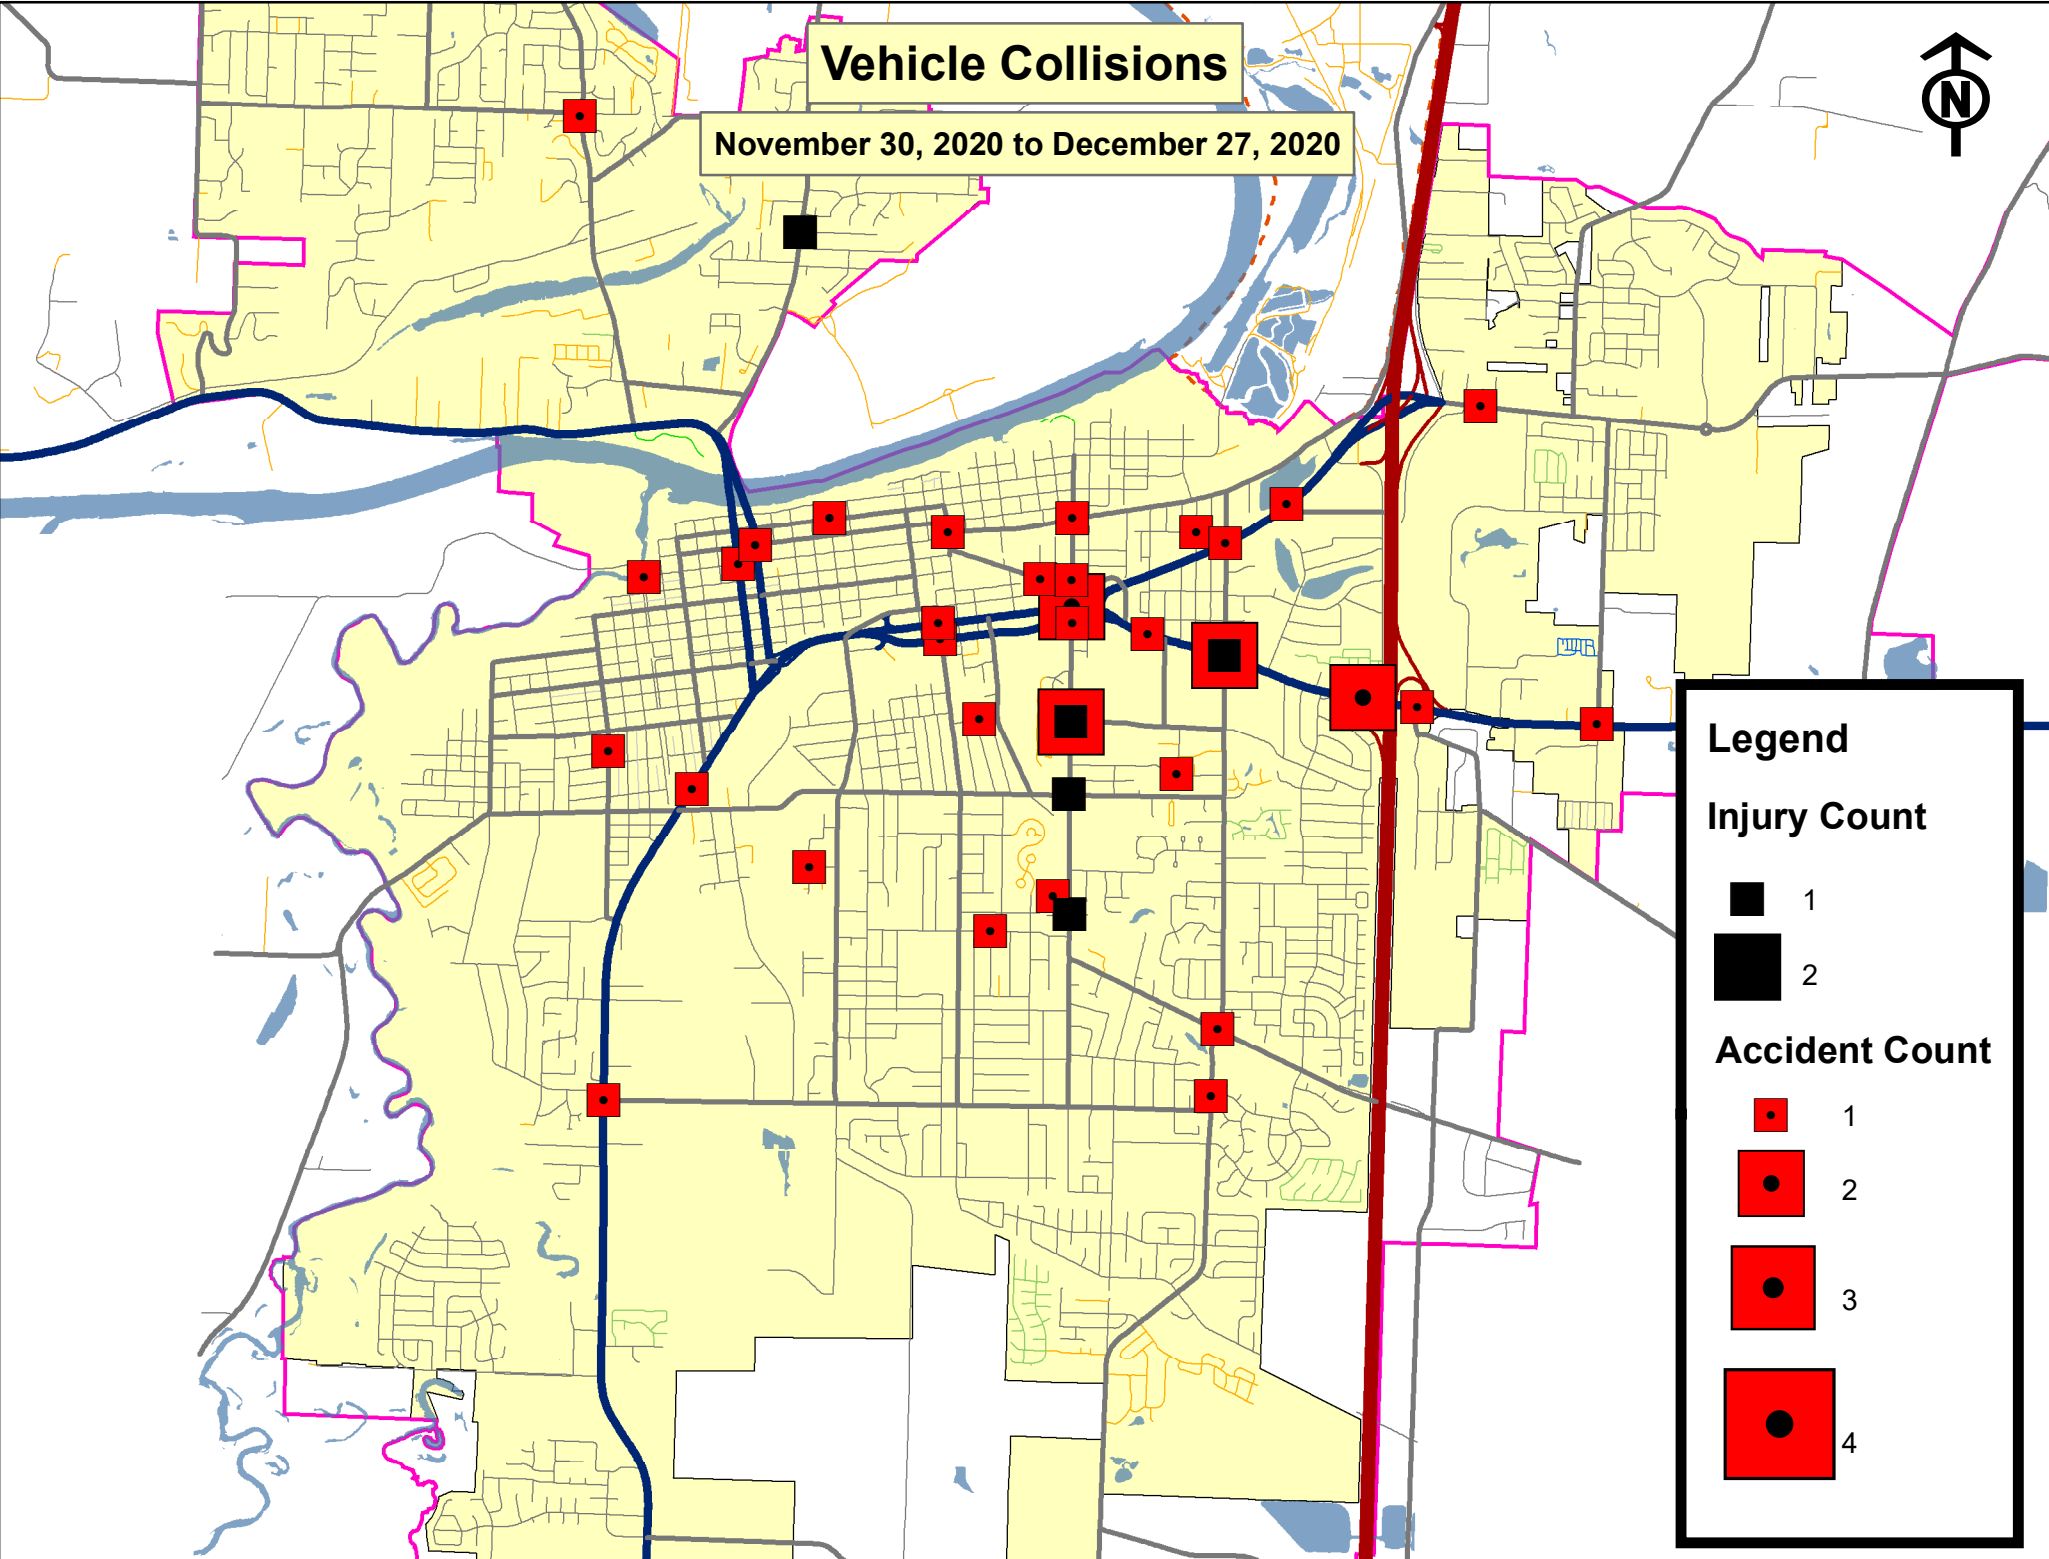 Vehicle Collisions
November 30, 2020 to December 27, 2020
N
Legend
Injury Count
1
2
Accident Count
1
2
3
4